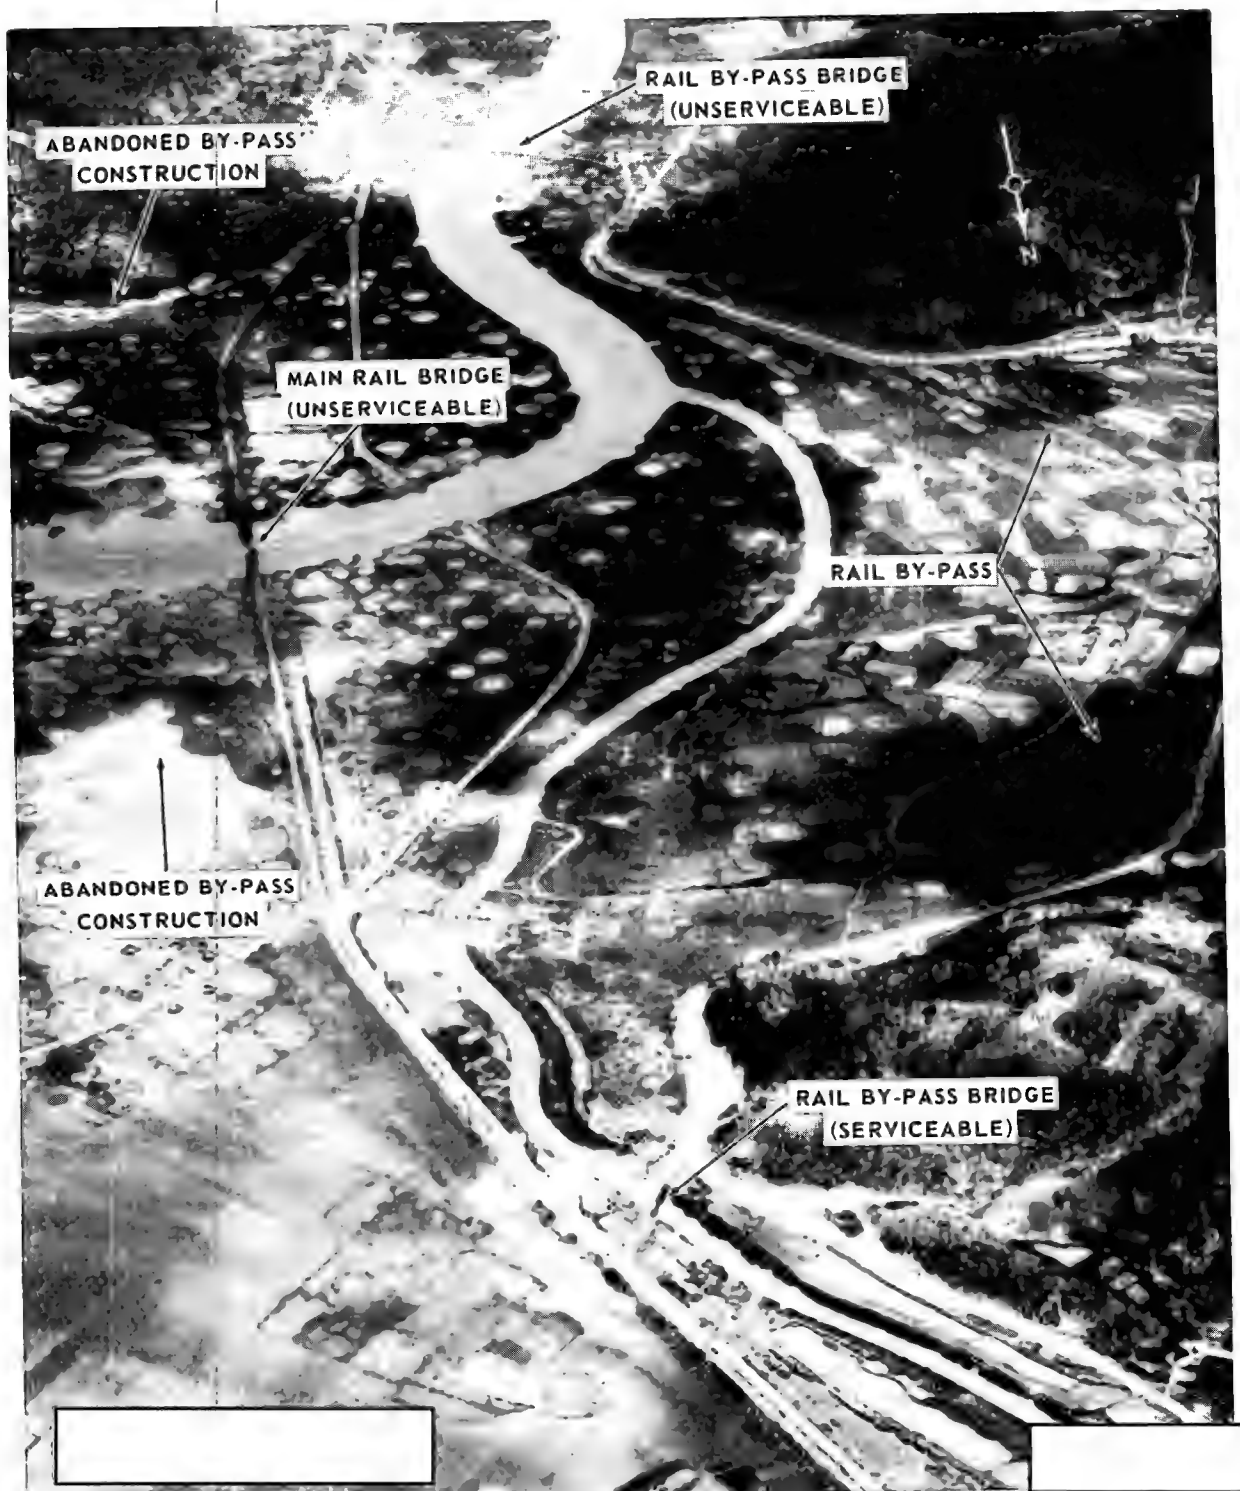 RAIL BY-PASS BRIDGE
(UNSERVICEABLE)
ABANDONED BY-PASS
CONSTRUCTION
N
MAIN RAIL BRIDGE
(UNSERVICEABLE)
RAIL BY-PASS
ABANDONED BY-PASS
CONSTRUCTION
RAIL BY-PASS BRIDGE
(SERVICEABLE)